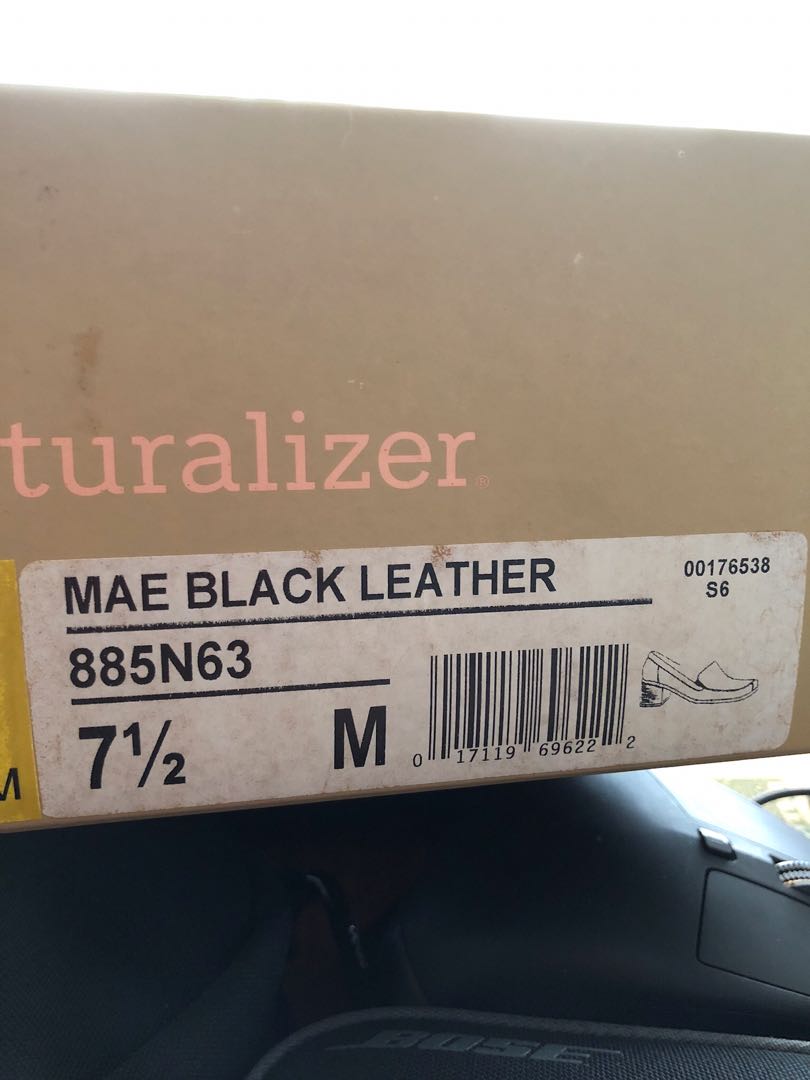 turalizer®
MAE BLACK LEATHER
00176538
S6
885N63
7½ M
0 17119 69622 2
M
BOSE